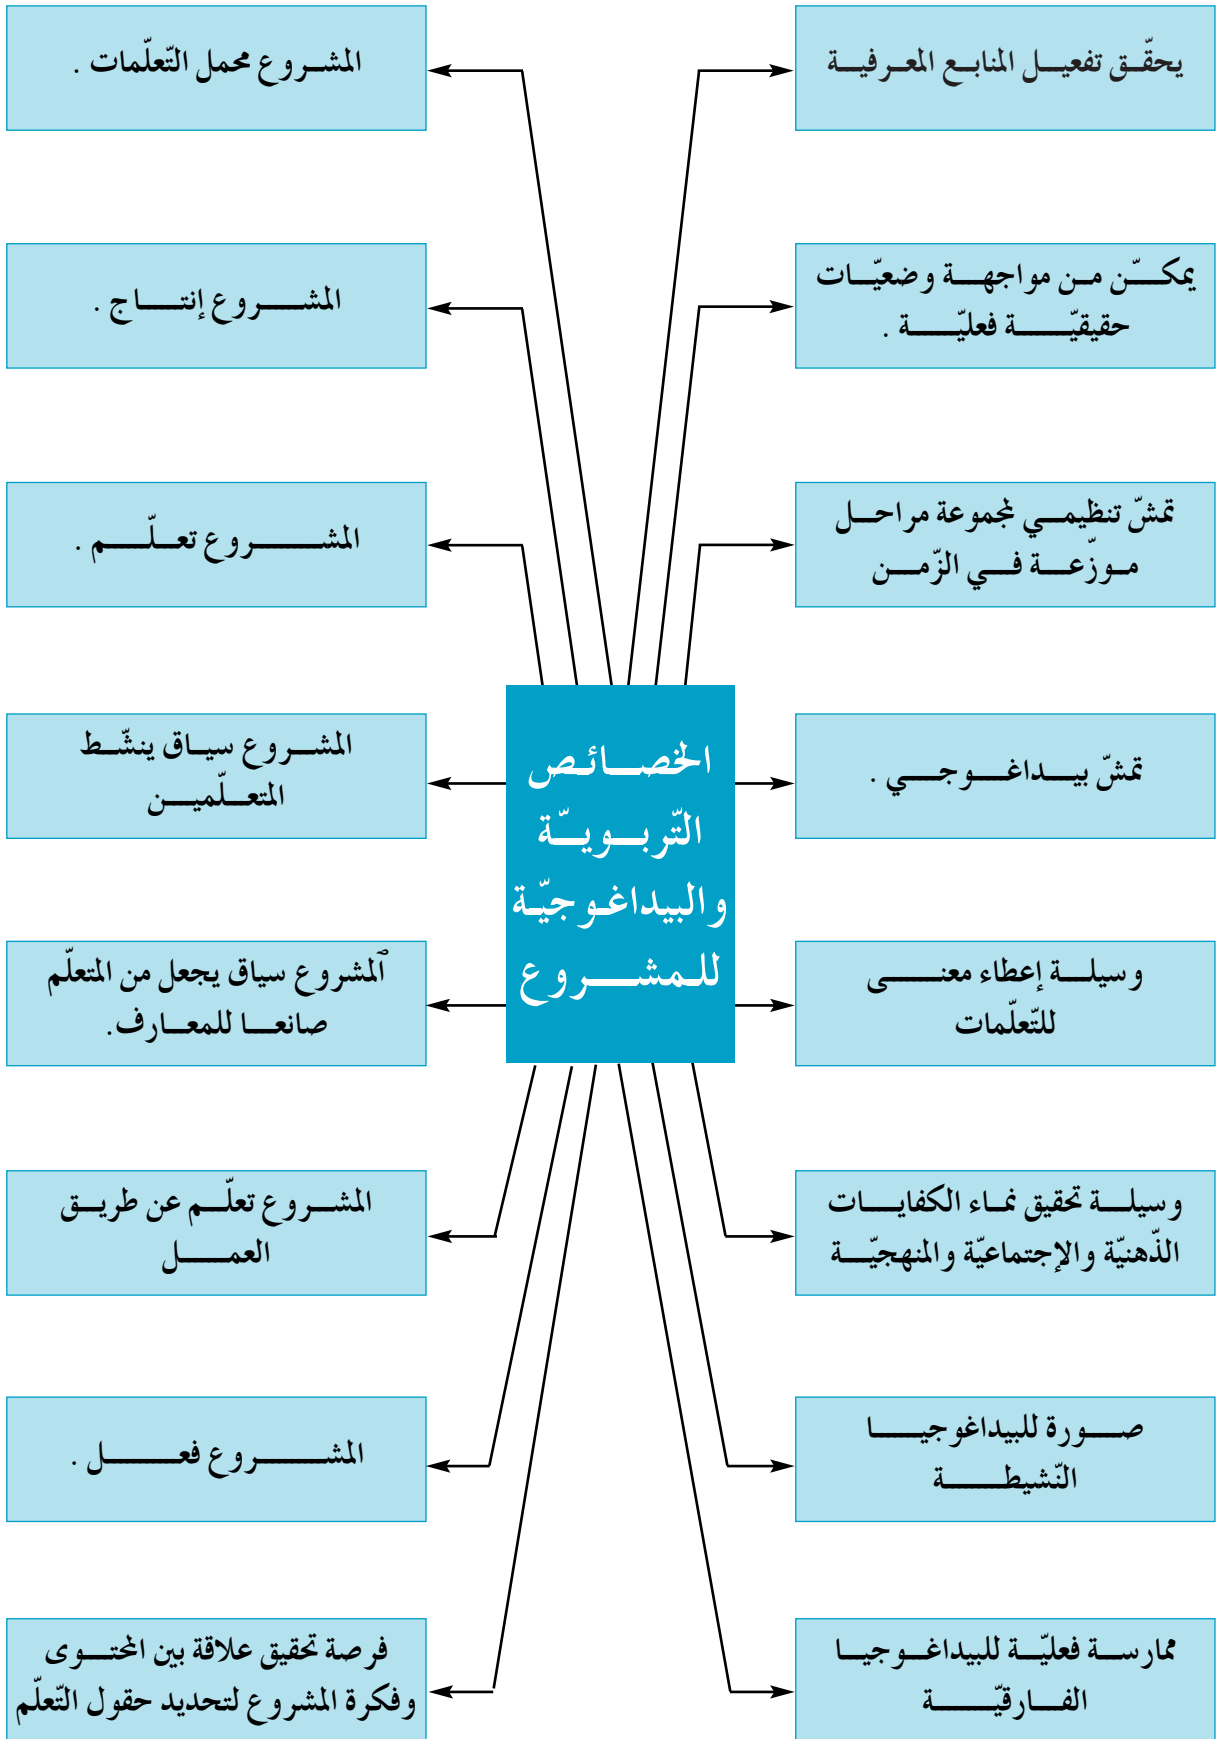 يحقّق تفعيل المنابع المعرفية
المشروع محمل التّعلّمات .
يمكّن من مواجهة وضعيّات
حقيقيّة فعليّة .
المشروع إنتاج .
تمشّ تنظيمي لمجموعة مراحل
موزّعة في الزّمن
المشروع تعلّم .
الخصائص
التّربويّة
والبيداغوجيّة
للمشروع
تمشّ بيداغوجي .
المشروع سياق ينشّط
المتعلّمين
وسيلة إعطاء معنى
للتّعلّمات
المشروع سياق يجعل من المتعلّم
صانعا للمعارف.
وسيلة تحقيق نماء الكفايات
الذّهنيّة والإجتماعيّة والمنهجيّة
المشروع تعلّم عن طريق
العمل
صورة للبيداغوجيا
النّشيطة
المشروع فعل .
ممارسة فعليّة للبيداغوجيا
الفارقيّة
فرصة تحقيق علاقة بين المحتوى
وفكرة المشروع لتحديد حقول التّعلّم